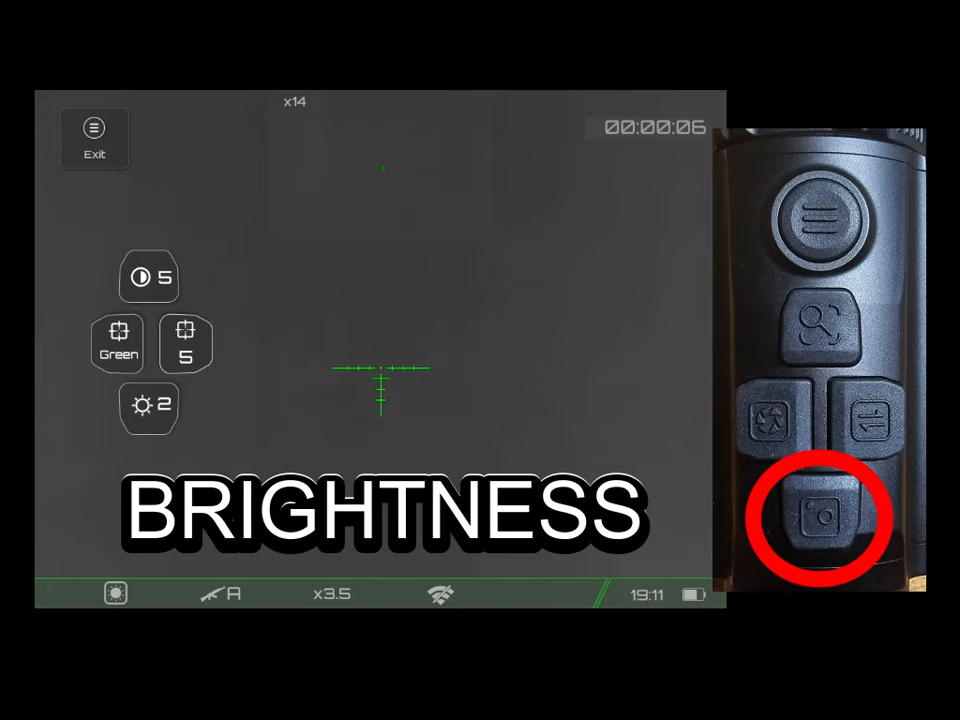 x14
00:00:06
Exit
5
Green
5
2
BRIGHTNESS
A
x3.5
19:11